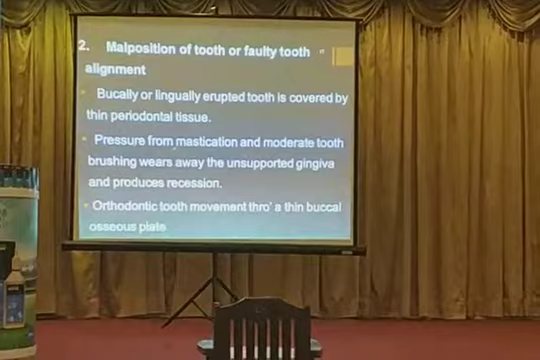 2. Malposition of tooth or faulty tooth
alignment
Bucally or lingually erupted tooth is covered by
thin periodontal tissue.
Pressure from mastication and moderate tooth
brushing wears away the unsupported gingiva
and produces recession.
Orthodontic tooth movement thro' a thin buccal
osseous plate